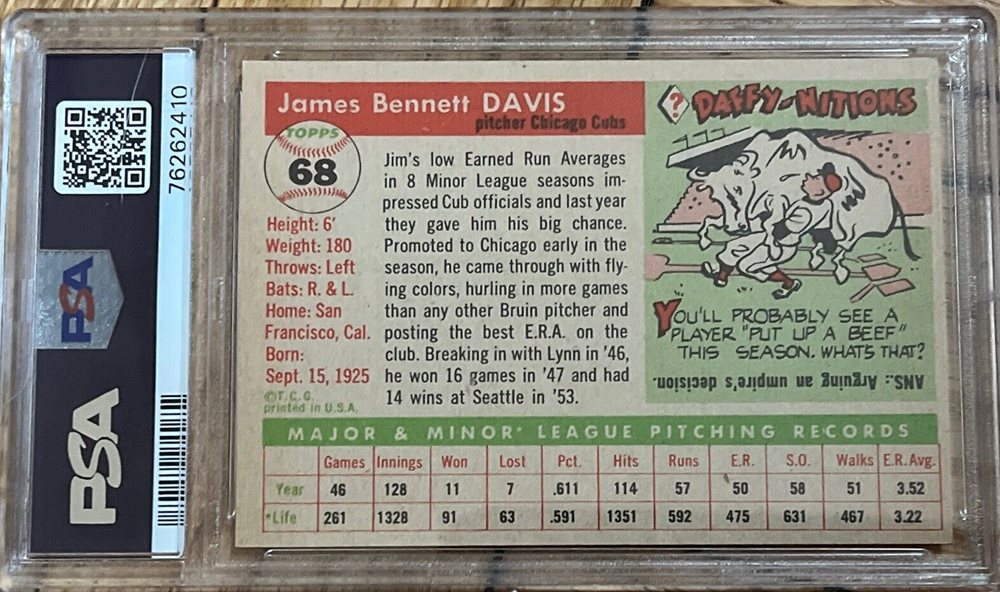 PSA
PSA
76262410
James Bennett DAVIS
pitcher Chicago Cubs
TOPPS
68
Height: 6'
Weight: 180
Throws: Left
Bats: R. & L.
Home: San
Francisco, Cal.
Born:
Sept. 15, 1925
©T.C.G.
printed in U.S.A.
Jim's low Earned Run Averages
in 8 Minor League seasons im-
pressed Cub officials and last year
they gave him his big chance.
Promoted to Chicago early in the
season, he came through with fly-
ing colors, hurling in more games
than any other Bruin pitcher and
posting the best E.R.A. on the
club. Breaking in with Lynn in '46,
he won 16 games in '47 and had
14 wins at Seattle in '53.
? DAFFY-NITIONS
YOU'LL PROBABLY SEE A
PLAYER "PUT UP A BEEF"
THIS SEASON. WHATS THAT?
ANS.: Arguing an umpire's decision.
MAJOR & MINOR* LEAGUE PITCHING RECORDS
Games Innings Won Lost Pct. Hits Runs E.R. S.O. Walks E.R.Avg.
Year 46 128 11 7 .611 114 57 50 58 51 3.52
*Life 261 1328 91 63 .591 1351 592 475 631 467 3.22